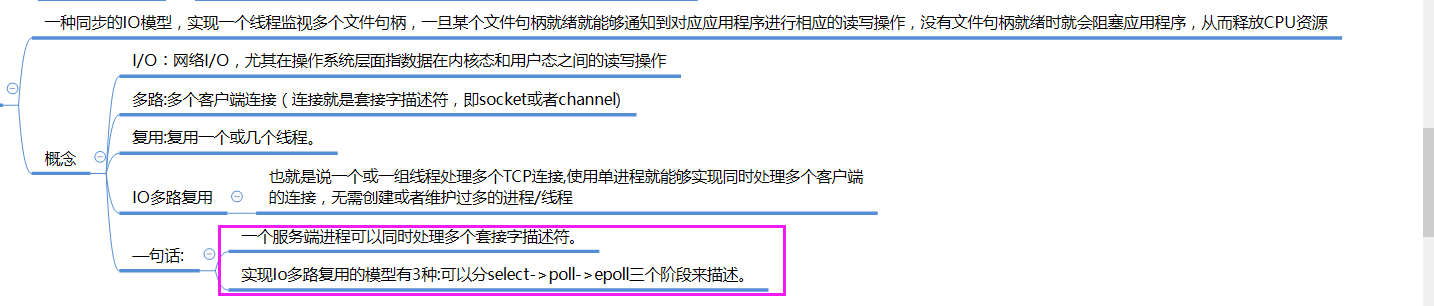 一种同步的IO模型，实现一个线程监视多个文件句柄，一旦某个文件句柄就绪就能够通知到对应应用程序进行相应的读写操作，没有文件句柄就绪时就会阻塞应用程序，从而释放CPU资源
I/O：网络I/O，尤其在操作系统层面指数据在内核态和用户态之间的读写操作
多路:多个客户端连接（连接就是套接字描述符，即socket或者channel)
复用:复用一个或几个线程。
概念
IO多路复用
也就是说一个或一组线程处理多个TCP连接,使用单进程就能够实现同时处理多个客户端
的连接，无需创建或者维护过多的进程/线程
一句话:
一个服务端进程可以同时处理多个套接字描述符。
实现Io多路复用的模型有3种:可以分select->poll->epoll三个阶段来描述。